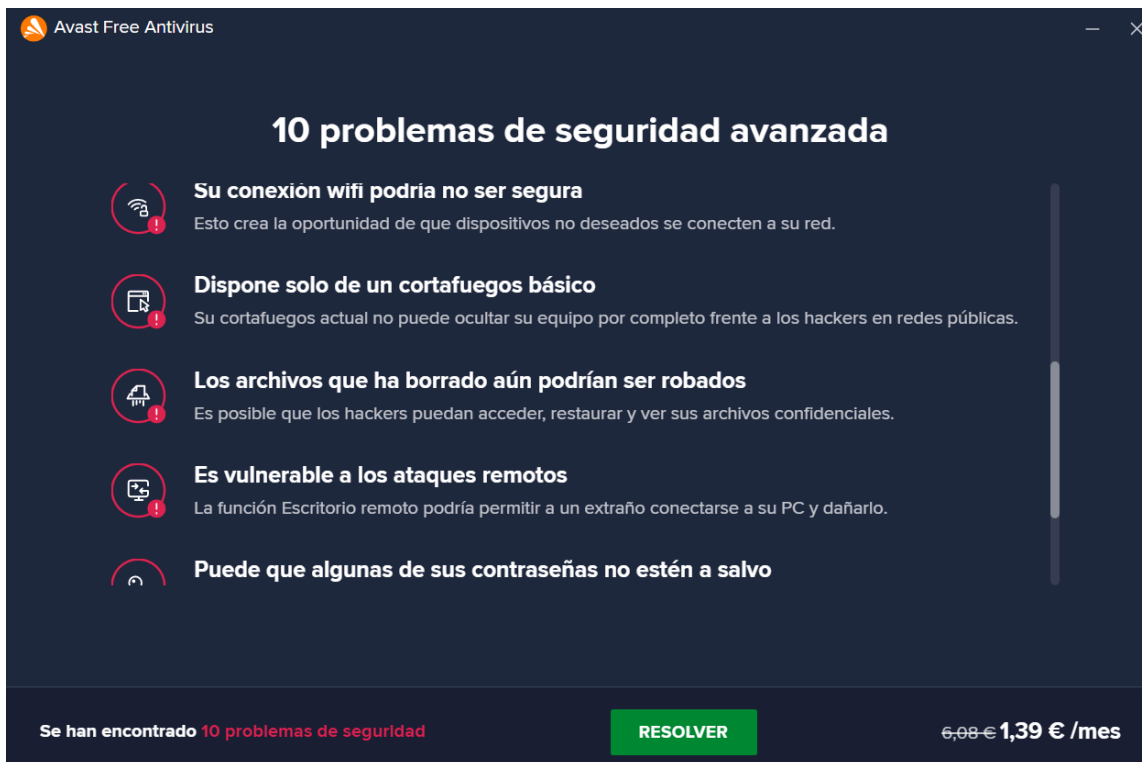 Avast Free Antivirus
10 problemas de seguridad avanzada
Su conexión wifi podría no ser segura
Esto crea la oportunidad de que dispositivos no deseados se conecten a su red.
Dispone solo de un cortafuegos básico
Su cortafuegos actual no puede ocultar su equipo por completo frente a los hackers en redes públicas.
Los archivos que ha borrado aún podrían ser robados
Es posible que los hackers puedan acceder, restaurar y ver sus archivos confidenciales.
Es vulnerable a los ataques remotos
La función Escritorio remoto podría permitir a un extraño conectarse a su PC y dañarlo.
Puede que algunas de sus contraseñas no estén a salvo
Se han encontrado 10 problemas de seguridad
RESOLVER
6,08 € 1,39 € /mes